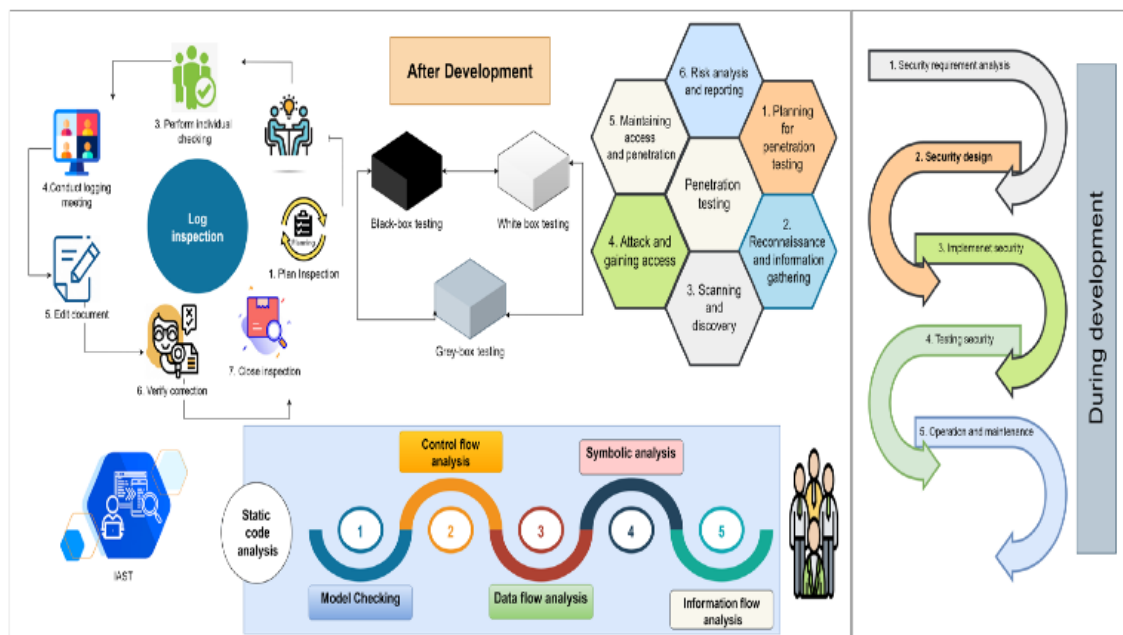 After Development
3. Perform individual
checking
4.Conduct logging
meeting
Log
inspection
Planning
1. Plan Inspection
5. Edit document
6. Verify correction
7. Close inspection
Black-box testing
White box testing
Grey-box testing
6. Risk analysis
and reporting
5. Maintaining
access
and penetration
1. Planning
for
penetration
testing
Penetration
testing
4. Attack and
gaining access
2.
Reconnaissance
and information
gathering
3. Scanning
and
discovery
IAST
Static
code
analysis
Control flow
analysis
Symbolic analysis
1
2
3
4
5
Model Checking
Data flow analysis
Information flow
analysis
1. Security requirement analysis
2. Security design
3. Implemenet security
4. Testing security
5. Operation and maintenance
During development